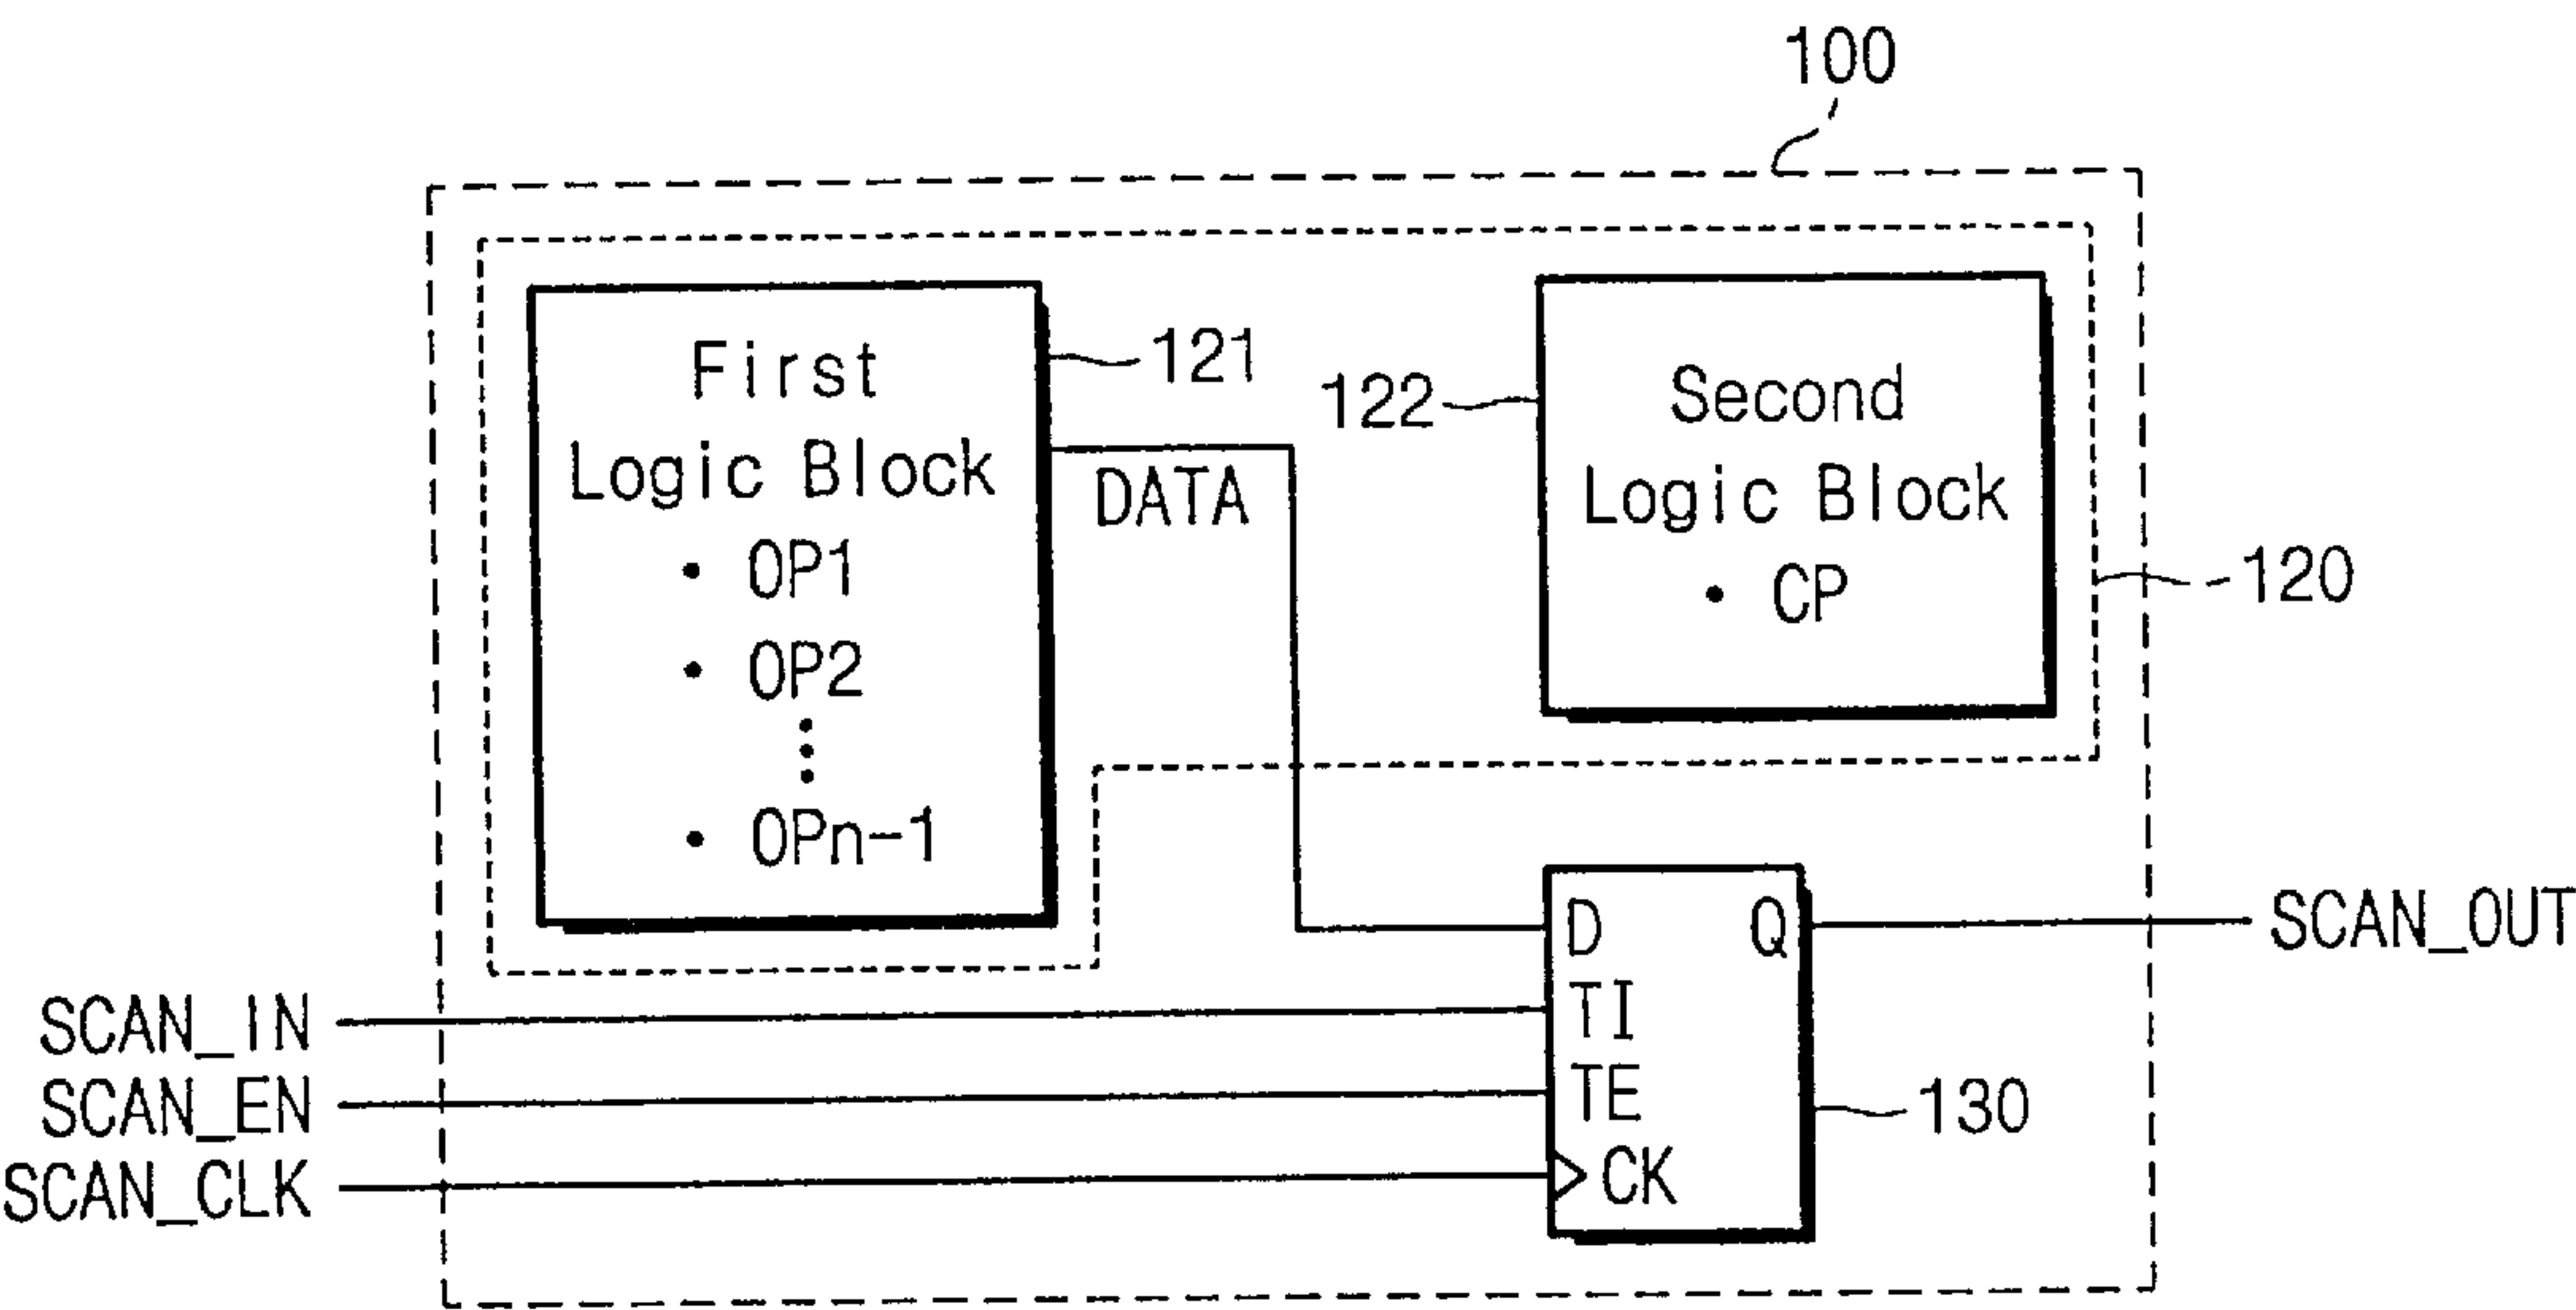 100
First
Logic Block
• OP1
• OP2
• OPn-1
121
DATA
122
Second
Logic Block
• CP
120
D
Q
TI
TE
CK
130
SCAN_OUT
SCAN_IN
SCAN_EN
SCAN_CLK